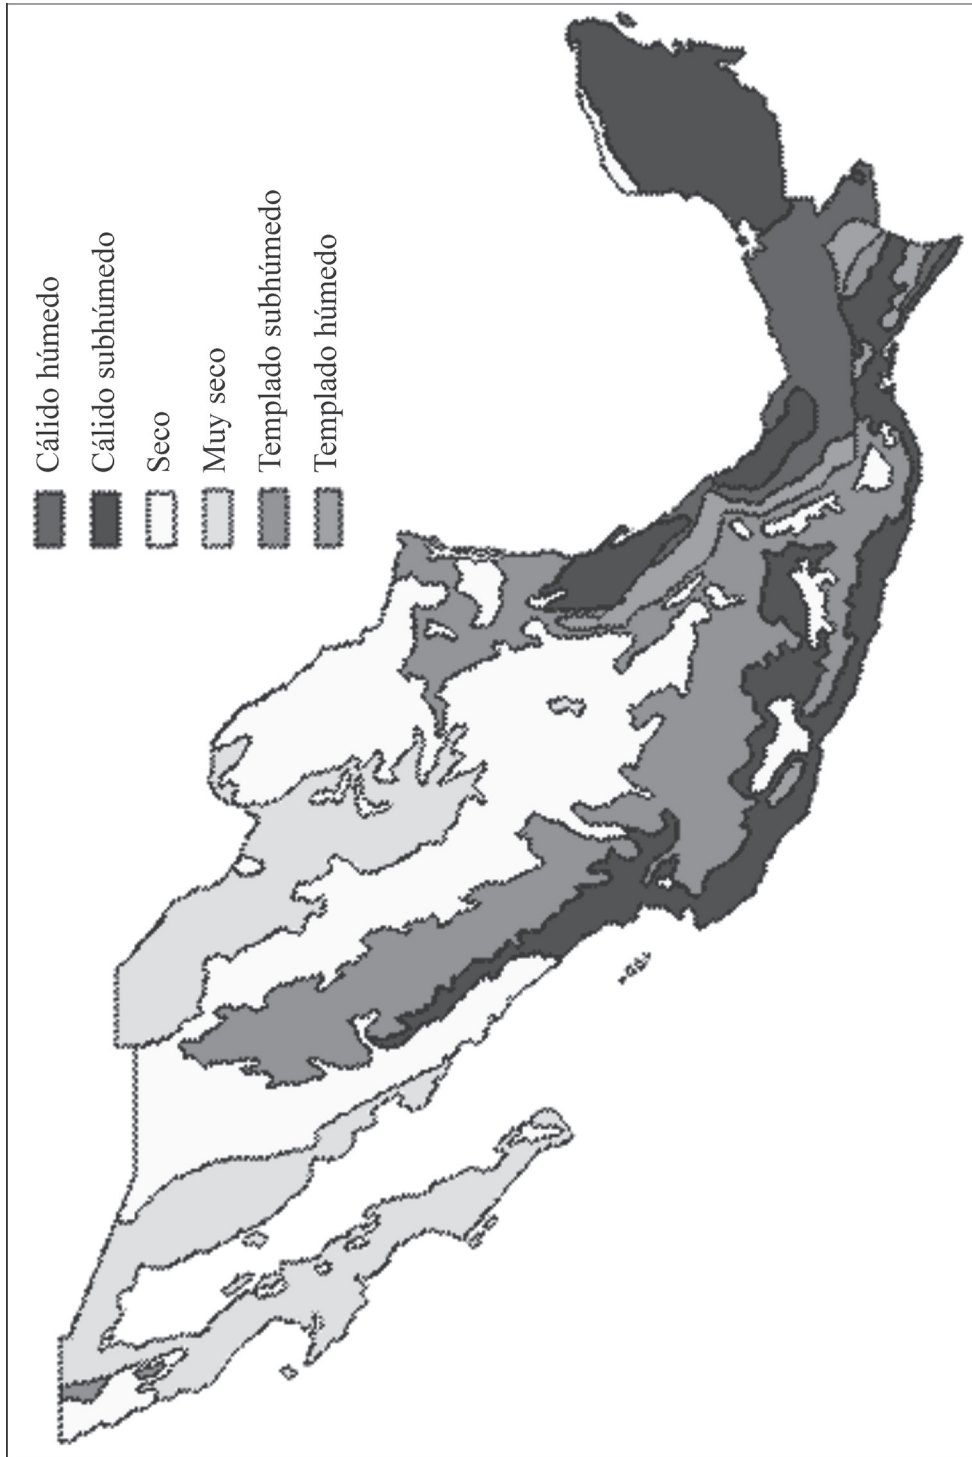 Cálido húmedo
Cálido subhúmedo
Seco
Muy seco
Templado subhúmedo
Templado húmedo